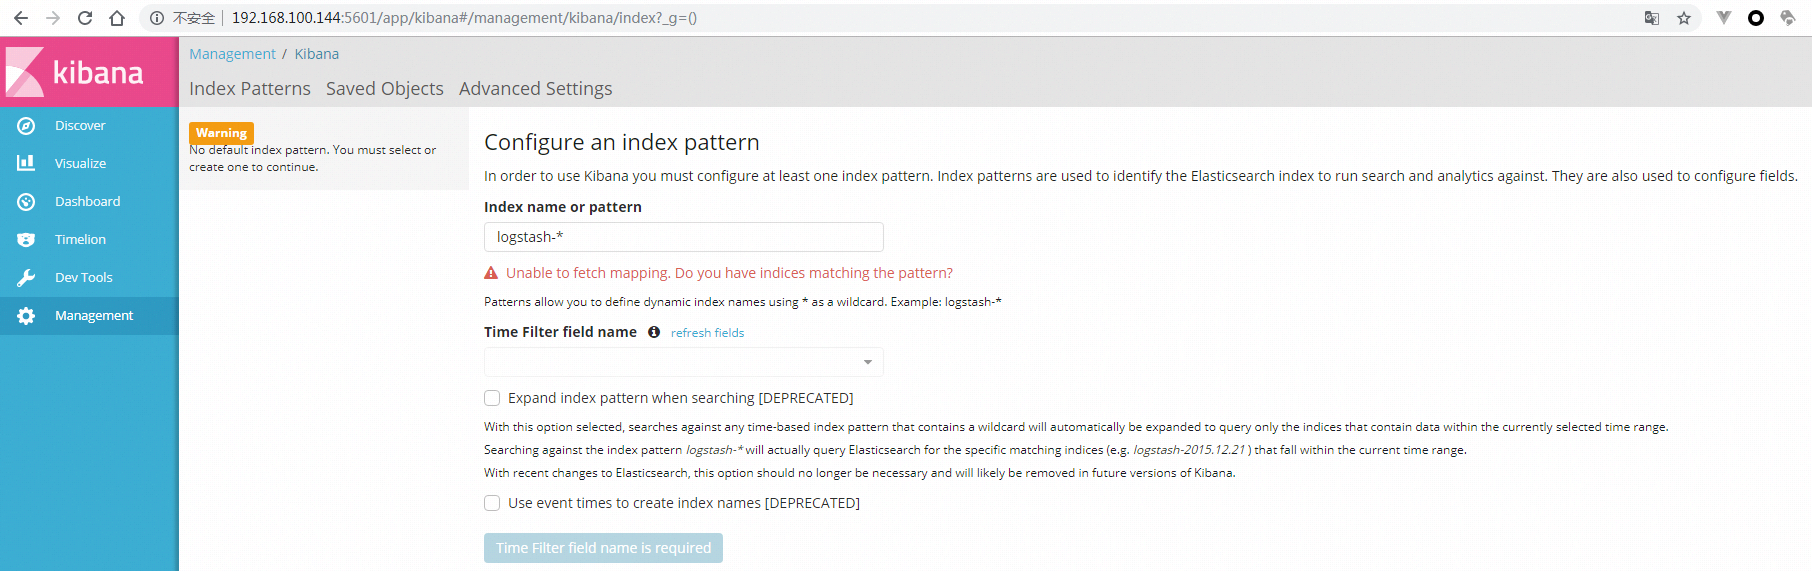 不安全 | 192.168.100.144:5601/app/kibana#/management/kibana/index?_g=()
kibana
Discover
Visualize
Dashboard
Timelion
Dev Tools
Management
Management / Kibana
Index Patterns Saved Objects Advanced Settings
Warning
No default index pattern. You must select or
create one to continue.
Configure an index pattern
In order to use Kibana you must configure at least one index pattern. Index patterns are used to identify the Elasticsearch index to run search and analytics against. They are also used to configure fields.
Index name or pattern
logstash-*
Unable to fetch mapping. Do you have indices matching the pattern?
Patterns allow you to define dynamic index names using * as a wildcard. Example: logstash-*
Time Filter field name refresh fields
Expand index pattern when searching [DEPRECATED]
With this option selected, searches against any time-based index pattern that contains a wildcard will automatically be expanded to query only the indices that contain data within the currently selected time range.
Searching against the index pattern logstash-* will actually query Elasticsearch for the specific matching indices (e.g. logstash-2015.12.21 ) that fall within the current time range.
With recent changes to Elasticsearch, this option should no longer be necessary and will likely be removed in future versions of Kibana.
Use event times to create index names [DEPRECATED]
Time Filter field name is required